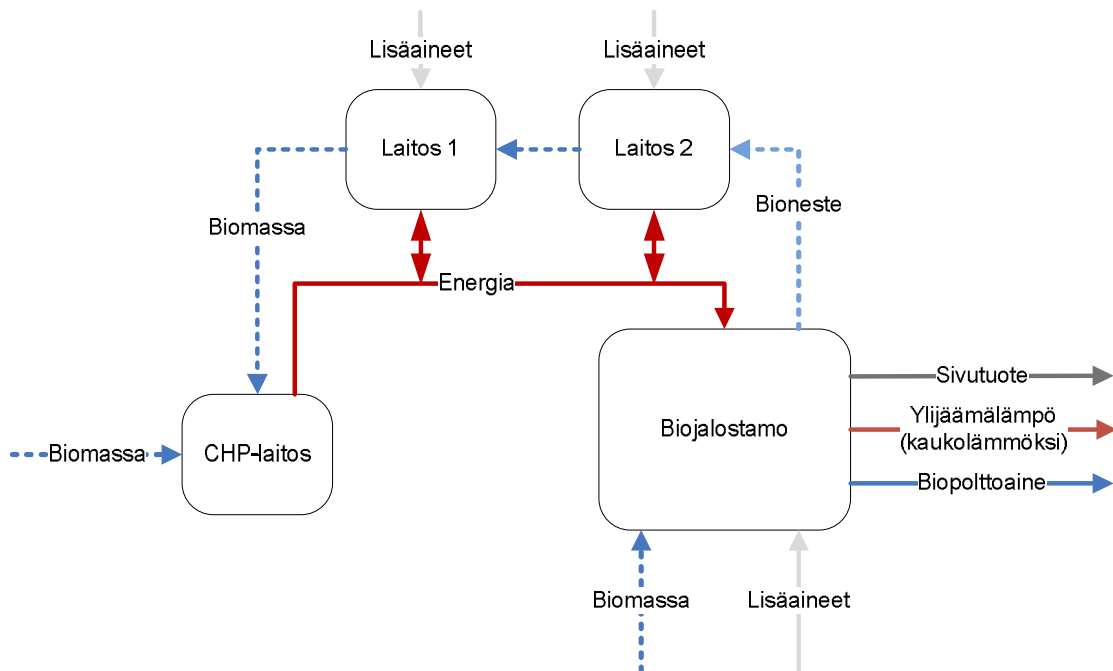 Lisäaineet
Lisäaineet
Laitos 1
Laitos 2
Biomassa
Bioneste
Energia
Sivutuote
Biojalostamo
Ylijäämälämpö
(kaukolämmöksi)
Biomassa
CHP-laitos
Biopolttoaine
Biomassa
Lisäaineet